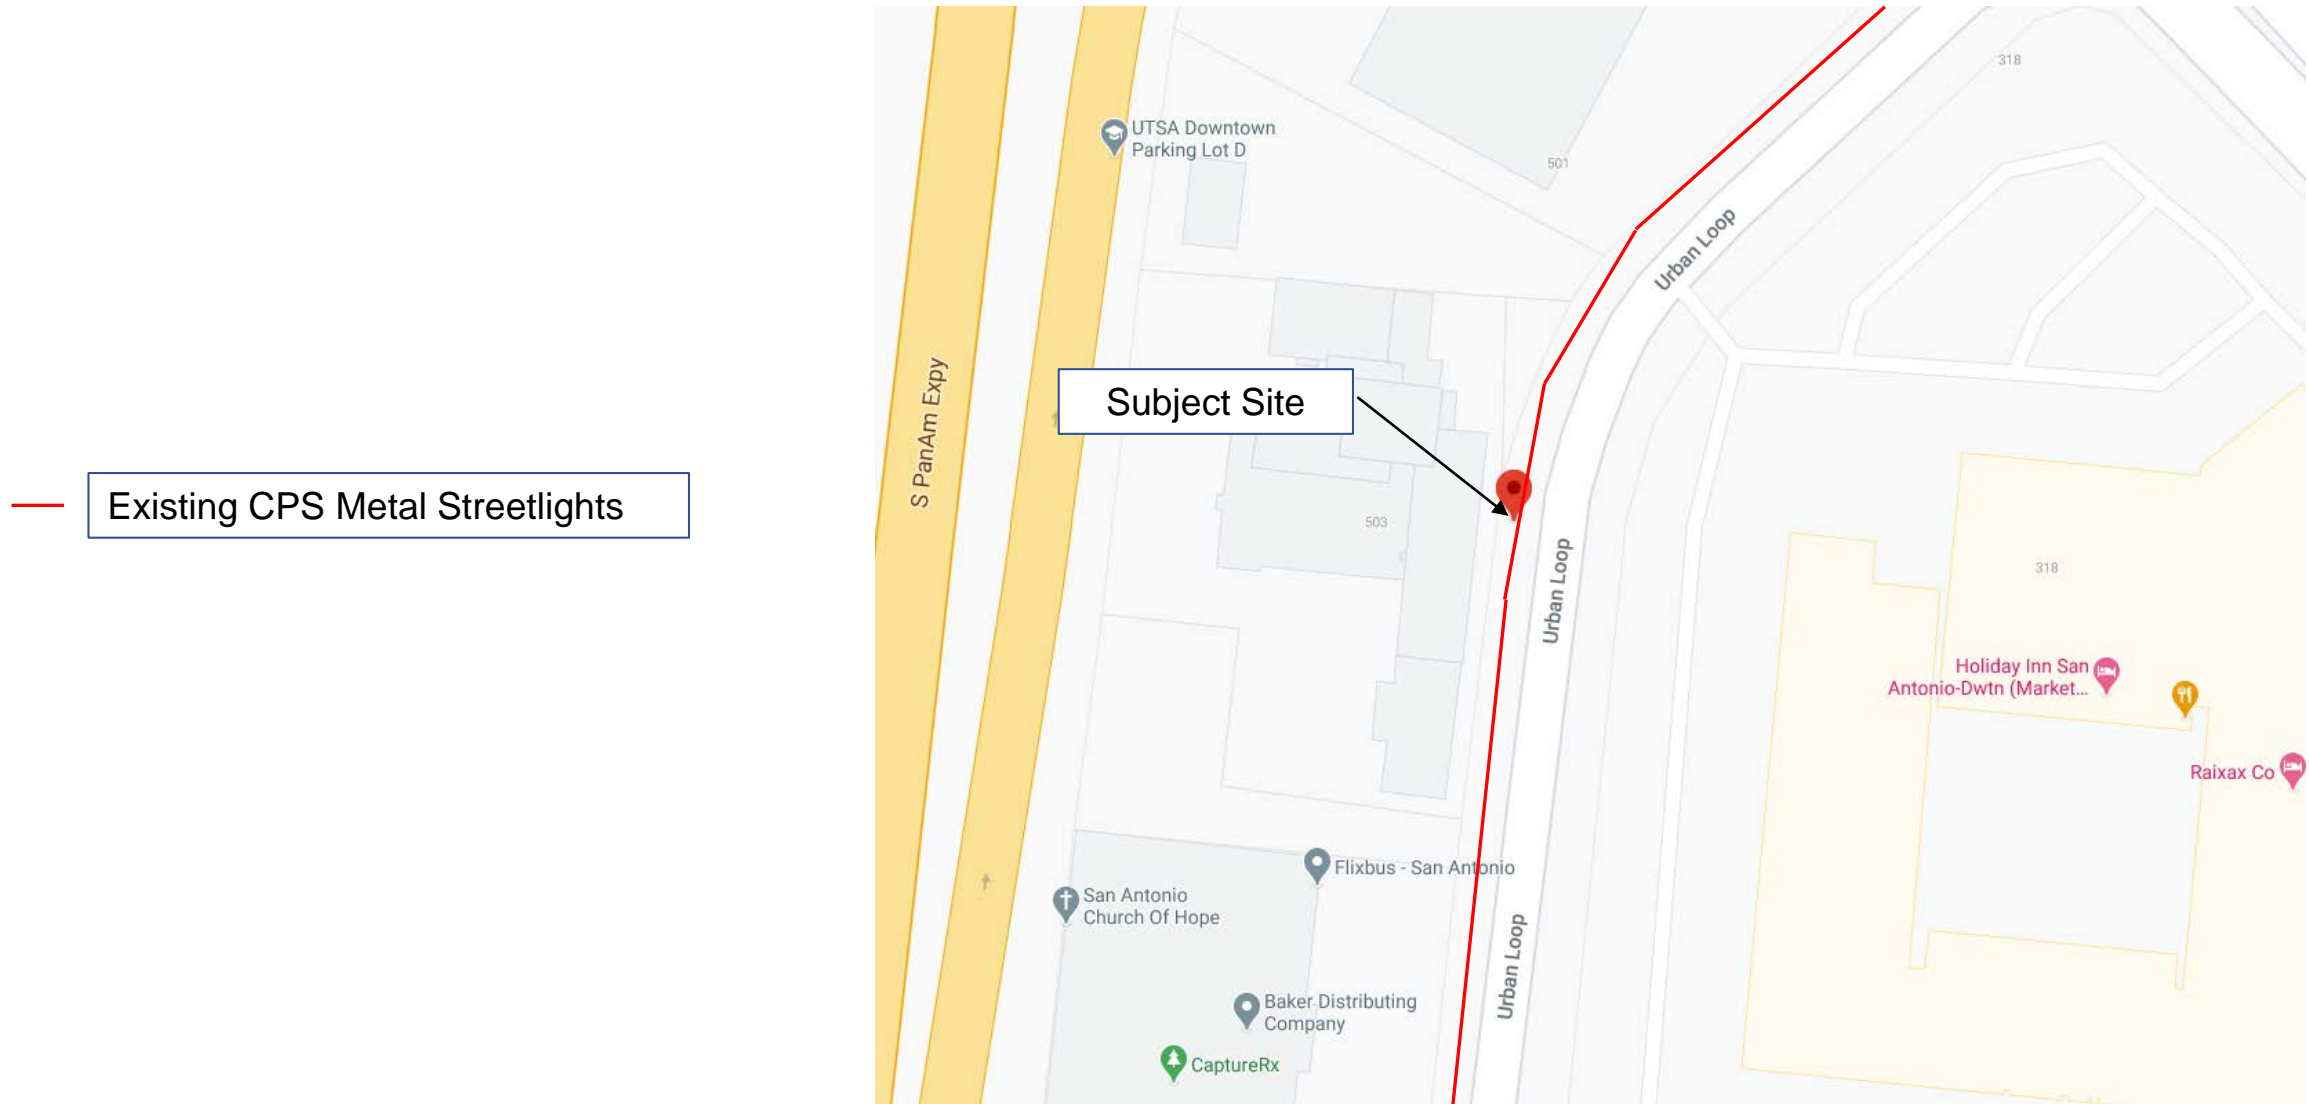 318
UTSA Downtown
Parking Lot D
501
Urban Loop
S PanAm Expy
Subject Site
Existing CPS Metal Streetlights
503
Urban Loop
318
Holiday Inn San
Antonio-Dwtn (Market...
Raixax Co
Flixbus - San Antonio
San Antonio
Church Of Hope
Urban Loop
Baker Distributing
Company
CaptureRx